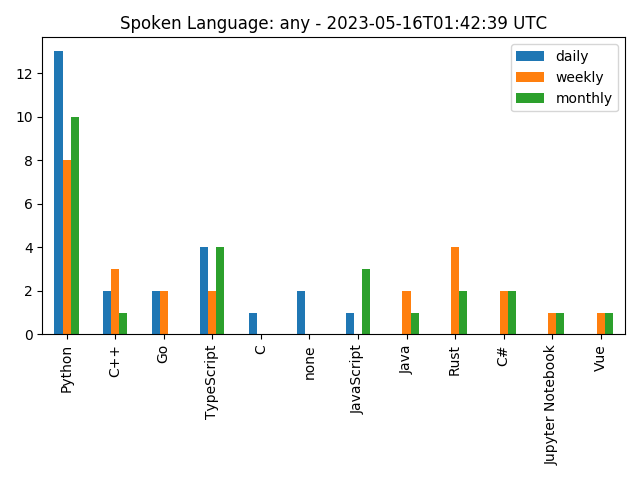 Spoken Language: any - 2023-05-16T01:42:39 UTC
daily
weekly
monthly
12
10
8
6
4
2
0
Python
C++
Go
TypeScript
C
none
JavaScript
Java
Rust
C#
Jupyter Notebook
Vue